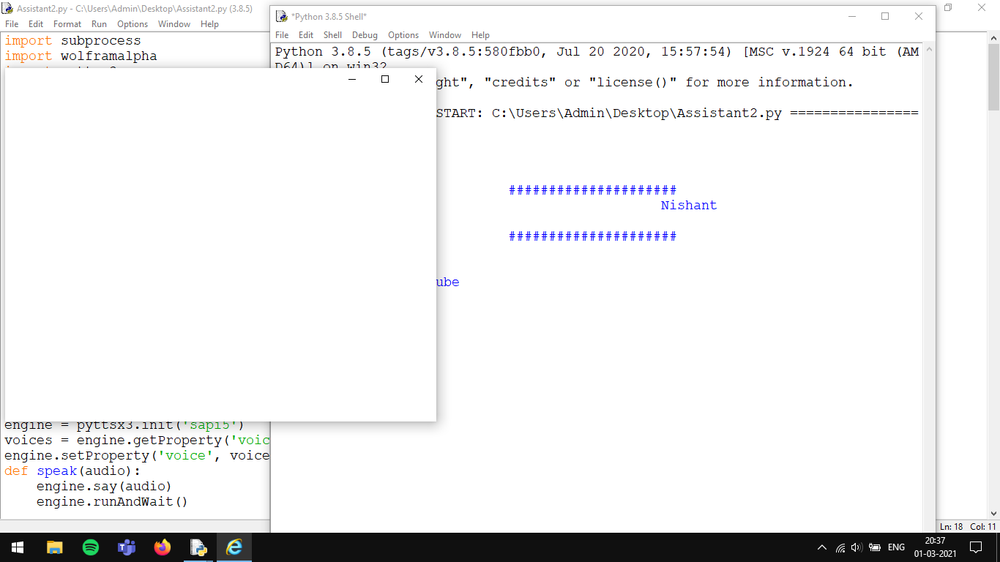 Assistant2.py - C:\Users\Admin\Desktop\Assistant2.py (3.8.5)
File Edit Format Run Options Window Help
import subprocess
import wolframalpha
engine = pyttsx3.init('sapi5')
voices = engine.getProperty('voic
engine.setProperty('voice', voice
def speak(audio):
engine.say(audio)
engine.runAndWait()
*Python 3.8.5 Shell*
File Edit Shell Debug Options Window Help
Python 3.8.5 (tags/v3.8.5:580fbb0, Jul 20 2020, 15:57:54) [MSC v.1924 64 bit (AM
D64)] on win32
ght", "credits" or "license()" for more information.
START: C:\Users\Admin\Desktop\Assistant2.py ================
#####################
Nishant
#####################
ube
Ln: 18 Col: 11
ENG
20:37
01-03-2021